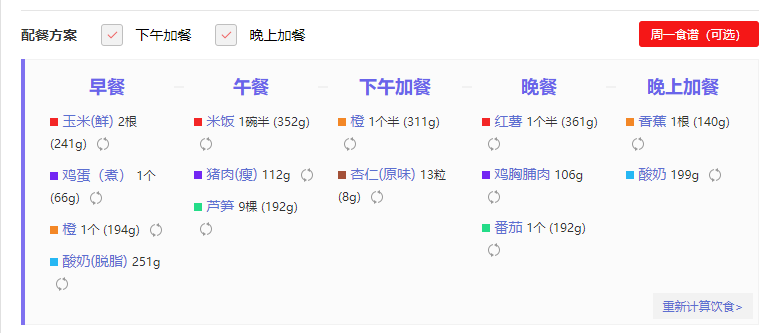 配餐方案 下午加餐 晚上加餐 周一食谱（可选）
早餐
玉米(鲜) 2根
(241g)
鸡蛋（煮） 1个
(66g)
橙 1个 (194g)
酸奶(脱脂) 251g
午餐
米饭 1碗半 (352g)
猪肉(瘦) 112g
芦笋 9棵 (192g)
下午加餐
橙 1个半 (311g)
杏仁(原味) 13粒
(8g)
晚餐
红薯 1个半 (361g)
鸡胸脯肉 106g
番茄 1个 (192g)
晚上加餐
香蕉 1根 (140g)
酸奶 199g
重新计算饮食>